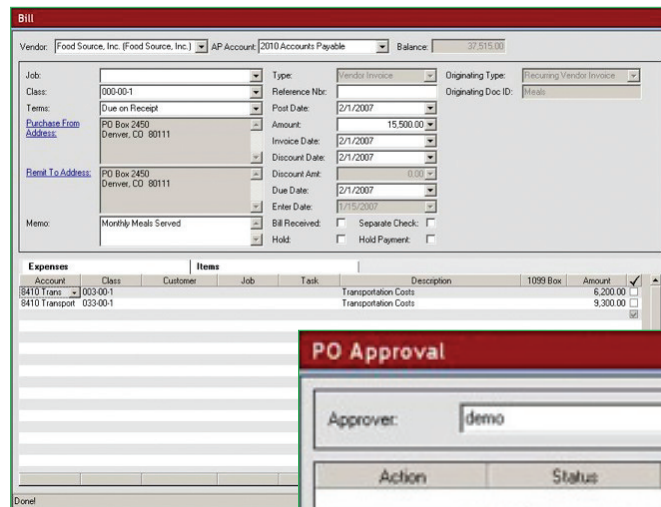 Bill
Vendor: Food Source, Inc. (Food Source, Inc.) AP Account: 2010 Accounts Payable Balance: 37,515.00
Job: Type: Vendor Invoice Originating Type: Recurring Vendor Invoice
Class: 000-00-1 Reference Nbr: Originating Doc ID: Meals
Terms: Due on Receipt Post Date: 2/1/2007
Purchase From Address: PO Box 2450 Amount: 15,500.00
Denver, CO 80111 Invoice Date: 2/1/2007
Discount Date: 2/1/2007
Remit To Address: PO Box 2450 Discount Amt: 0.00
Denver, CO 80111 Due Date: 2/1/2007
Enter Date: 1/15/2007
Memo: Monthly Meals Served Bill Received: Separate Check:
Hold: Hold Payment:
Expenses Items
Account Class Customer Job Task Description 1099 Box Amount
8410 Trans 003-00-1 Transportation Costs 6,200.00
8410 Transport 033-00-1 Transportation Costs 9,300.00
PO Approval
Approver: demo
Action Status
Done!